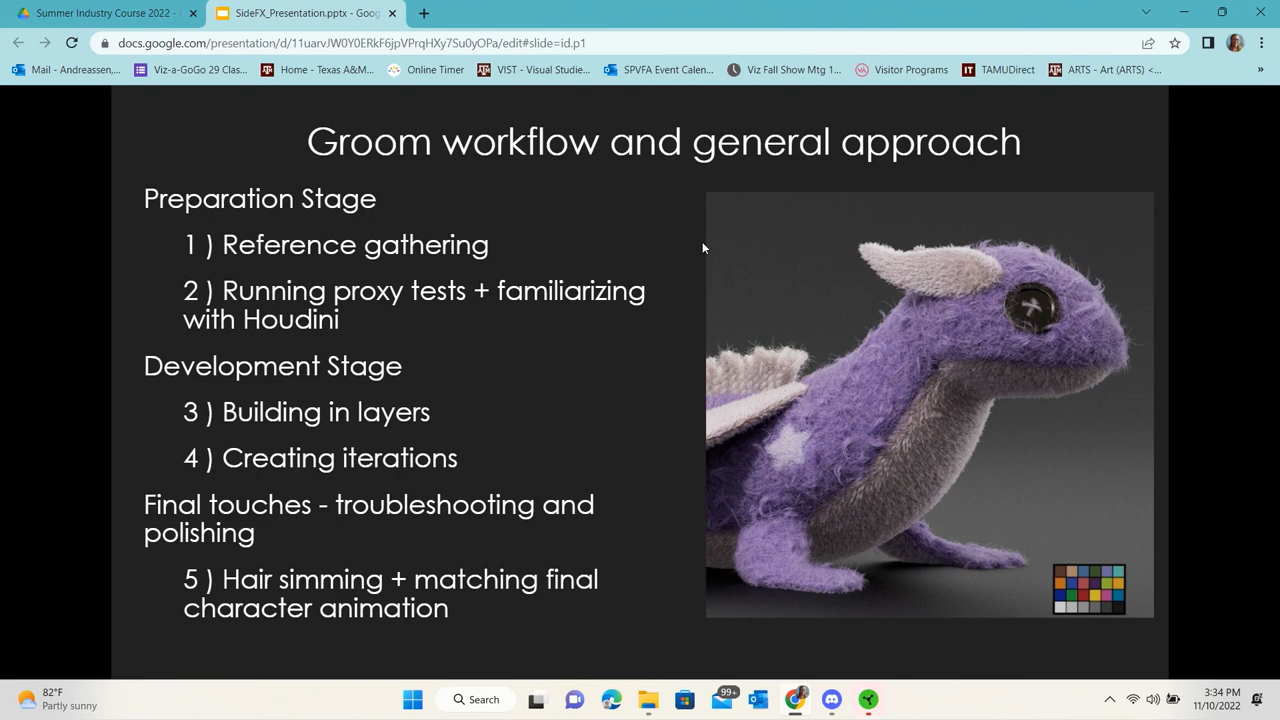 Summer Industry Course 2022 -
SideFX_Presentation.pptx - Goog
docs.google.com/presentation/d/11uarvJW0Y0ERkF6jpVPrqHXy7Su0yOPa/edit#slide=id.p1
Mail - Andreassen,...
Viz-a-GoGo 29 Clas...
Home - Texas A&M...
Online Timer
VIST - Visual Studie...
SPVFA Event Calen...
Viz Fall Show Mtg 1...
Visitor Programs
IT TAMUDirect
ARTS - Art (ARTS) <...
»
Groom workflow and general approach
Preparation Stage
1 ) Reference gathering
2 ) Running proxy tests + familiarizing
with Houdini
Development Stage
3 ) Building in layers
4 ) Creating iterations
Final touches - troubleshooting and
polishing
5 ) Hair simming + matching final
character animation
82°F
Partly sunny
Search
99+
3:34 PM
11/10/2022